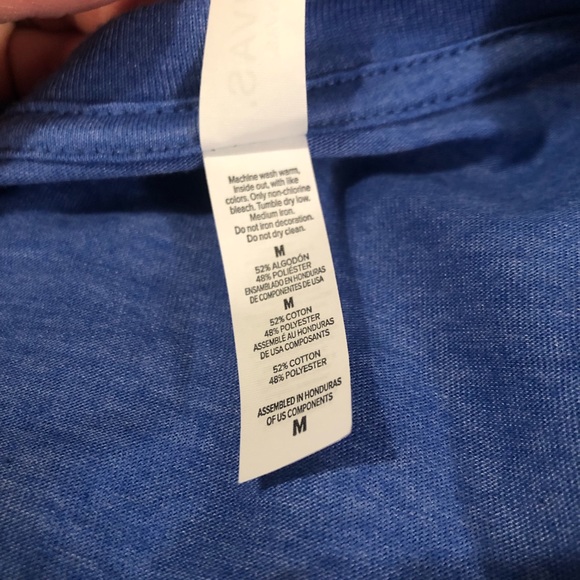 VAS.
Machine wash warm,
Inside out, with like
colors. Only non-chlorine
bleach. Tumble dry low.
Medium iron.
Do not iron decoration.
Do not dry clean.
M
52% ALGODÓN
48% POLIÉSTER
ENSAMBLADO EN HONDURAS
DE COMPONENTES DE USA
M
52% COTON
48% POLYESTER
ASSEMBLÉ AU HONDURAS
DE USA COMPOSANTS
52% COTTON
48% POLYESTER
ASSEMBLED IN HONDURAS
OF US COMPONENTS
M